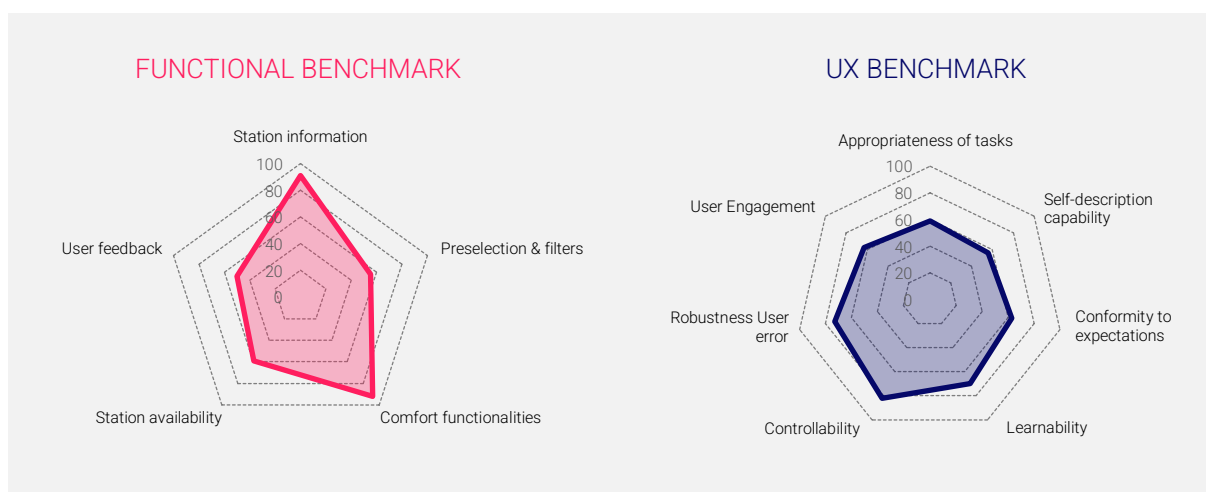 FUNCTIONAL BENCHMARK
Station information
100
80
60
40
20
0
User feedback
Preselection & filters
Station availability
Comfort functionalities
UX BENCHMARK
Appropriateness of tasks
100
80
60
40
20
0
User Engagement
Self-description
capability
Robustness User
error
Conformity to
expectations
Controllability
Learnability